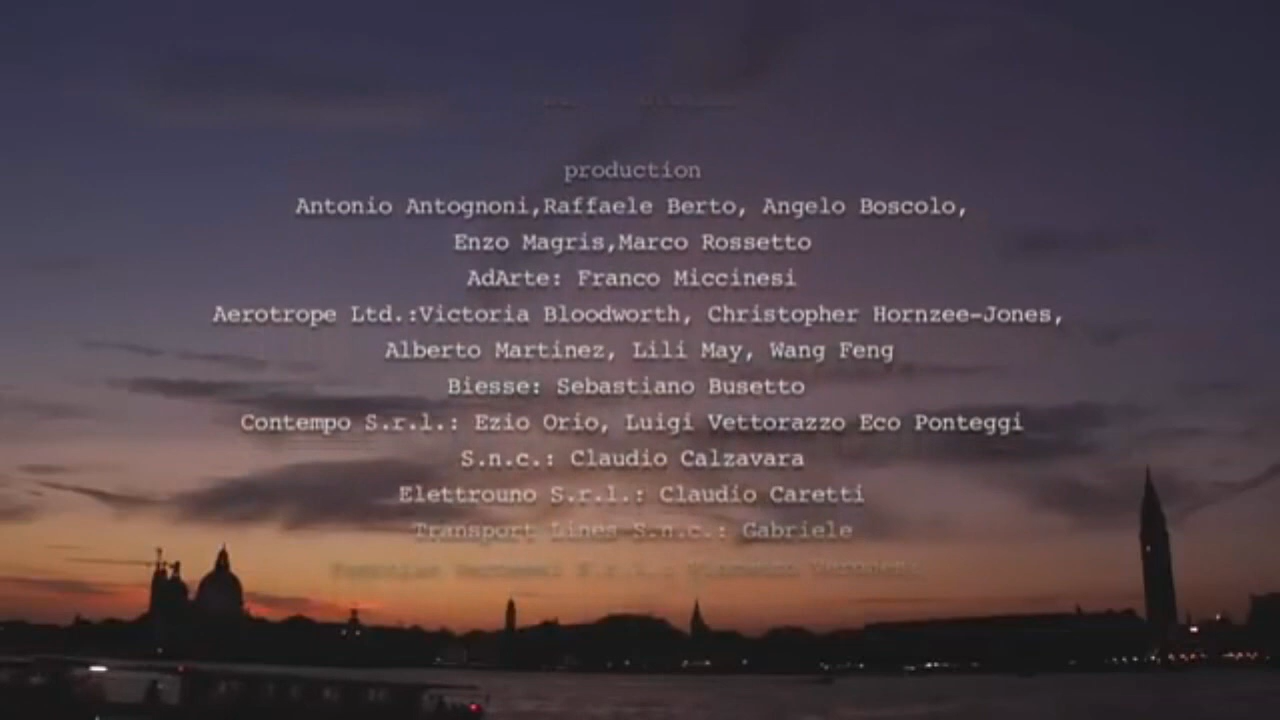 production
Antonio Antognoni,Raffaele Berto, Angelo Boscolo,
Enzo Magris,Marco Rossetto
AdArte: Franco Miccinesi
Aerotrope Ltd.:Victoria Bloodworth, Christopher Hornzee-Jones,
Alberto Martinez, Lili May, Wang Feng
Biesse: Sebastiano Busetto
Contempo S.r.l.: Ezio Orio, Luigi Vettorazzo Eco Ponteggi
S.n.c.: Claudio Calzavara
Elettrouno S.r.l.: Claudio Caretti
Transport Lines S.n.c.: Gabriele